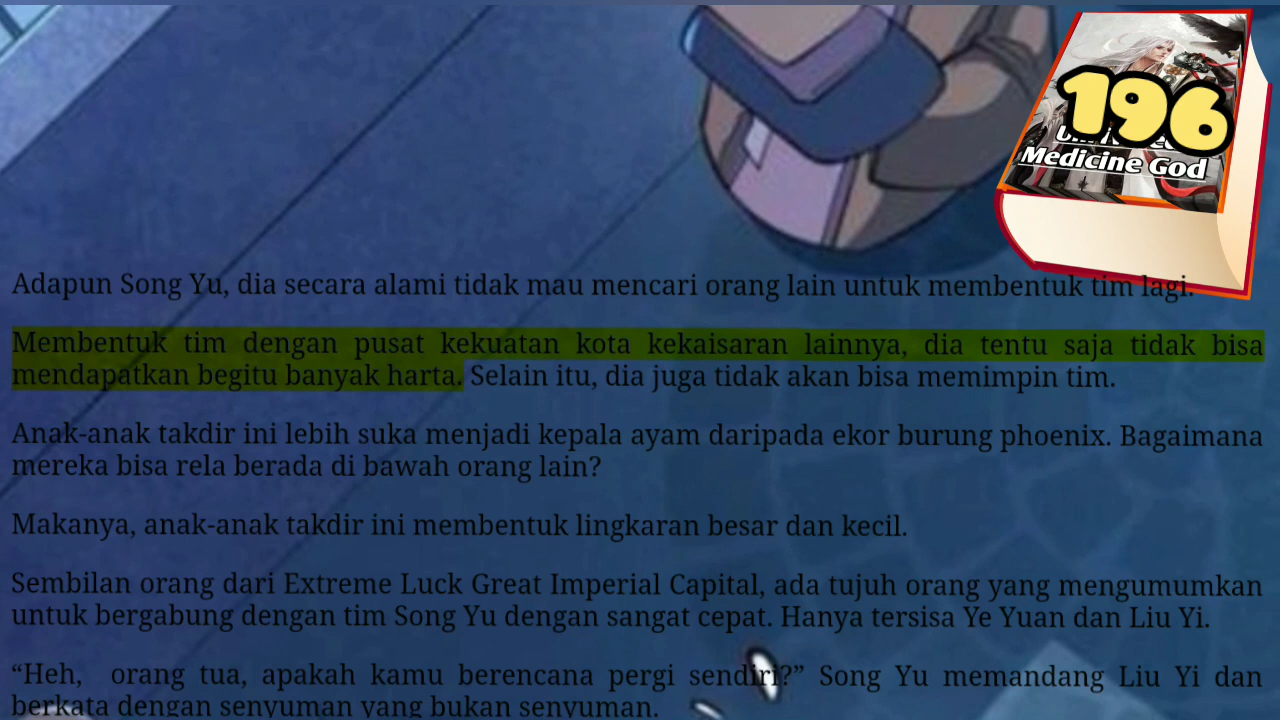 196
Medicine God
Adapun Song Yu, dia secara alami tidak mau mencari orang lain untuk membentuk tim lagi.
Membentuk tim dengan pusat kekuatan kota kekaisaran lainnya, dia tentu saja tidak bisa
mendapatkan begitu banyak harta. Selain itu, dia juga tidak akan bisa memimpin tim.
Anak-anak takdir ini lebih suka menjadi kepala ayam daripada ekor burung phoenix. Bagaimana
mereka bisa rela berada di bawah orang lain?
Makanya, anak-anak takdir ini membentuk lingkaran besar dan kecil.
Sembilan orang dari Extreme Luck Great Imperial Capital, ada tujuh orang yang mengumumkan
untuk bergabung dengan tim Song Yu dengan sangat cepat. Hanya tersisa Ye Yuan dan Liu Yi.
“Heh, orang tua, apakah kamu berencana pergi sendiri?” Song Yu memandang Liu Yi dan
berkata dengan senyuman yang bukan senyuman.